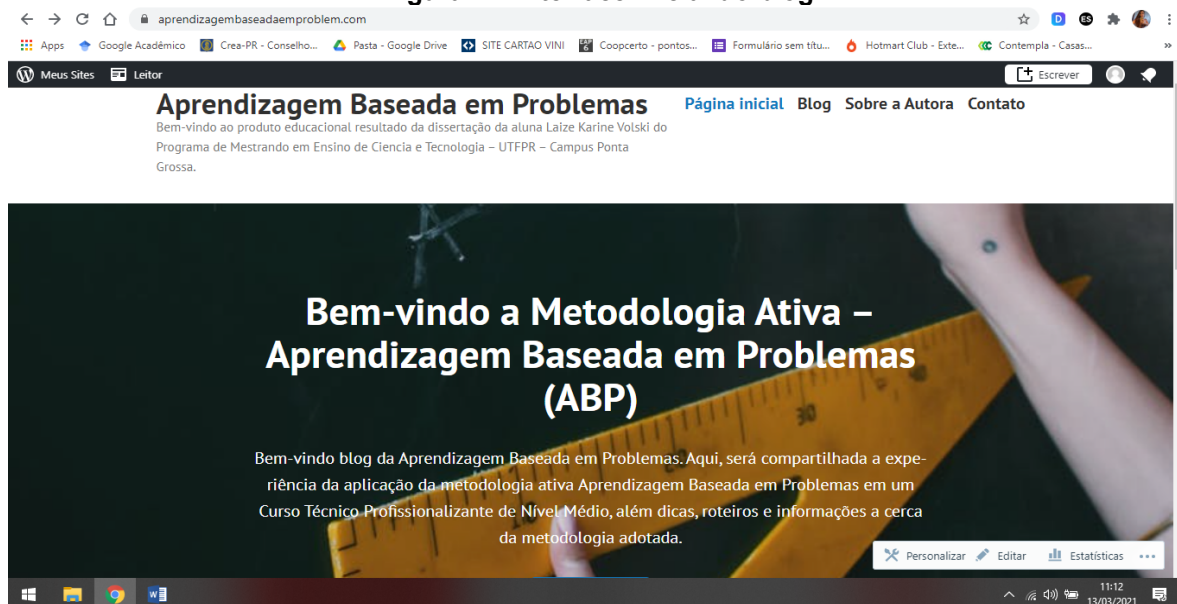 aprendizagembaseadaemproblem.com
Apps Google Acadêmico Crea-PR - Conselho... Pasta - Google Drive SITE CARTAO VINI Coopcerto - pontos... Formulário sem títu... Hotmart Club - Exte... Contempla - Casas... »
Meus Sites Leitor Escrever
Aprendizagem Baseada em Problemas
Página inicial Blog Sobre a Autora Contato
Bem-vindo ao produto educacional resultado da dissertação da aluna Laize Karine Volski do
Programa de Mestrando em Ensino de Ciencia e Tecnologia – UTFPR – Campus Ponta
Grossa.
Bem-vindo a Metodologia Ativa –
Aprendizagem Baseada em Problemas
(ABP)
30
20
10
Bem-vindo blog da Aprendizagem Baseada em Problemas. Aqui, será compartilhada a expe-
riência da aplicação da metodologia ativa Aprendizagem Baseada em Problemas em um
Curso Técnico Profissionalizante de Nível Médio, além dicas, roteiros e informações a cerca
da metodologia adotada.
Personalizar Editar Estatísticas
11:12
13/03/2021